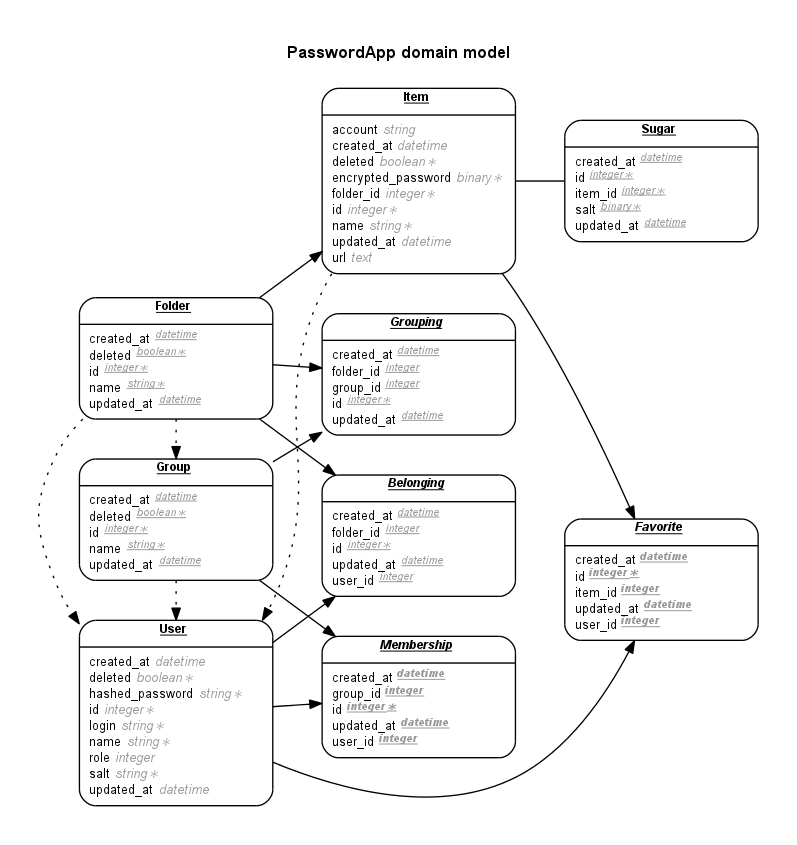 PasswordApp domain model
Item
account string
created_at datetime
deleted boolean ∗
encrypted_password binary ∗
folder_id integer ∗
id integer ∗
name string ∗
updated_at datetime
url text
Sugar
created_at datetime
id integer ∗
item_id integer ∗
salt binary ∗
updated_at datetime
Folder
created_at datetime
deleted boolean ∗
id integer ∗
name string ∗
updated_at datetime
Grouping
created_at datetime
folder_id integer
group_id integer
id integer ∗
updated_at datetime
Group
created_at datetime
deleted boolean ∗
id integer ∗
name string ∗
updated_at datetime
Belonging
created_at datetime
folder_id integer
id integer ∗
updated_at datetime
user_id integer
Favorite
created_at datetime
id integer ∗
item_id integer
updated_at datetime
user_id integer
User
created_at datetime
deleted boolean ∗
hashed_password string ∗
id integer ∗
login string ∗
name string ∗
role integer
salt string ∗
updated_at datetime
Membership
created_at datetime
group_id integer
id integer ∗
updated_at datetime
user_id integer